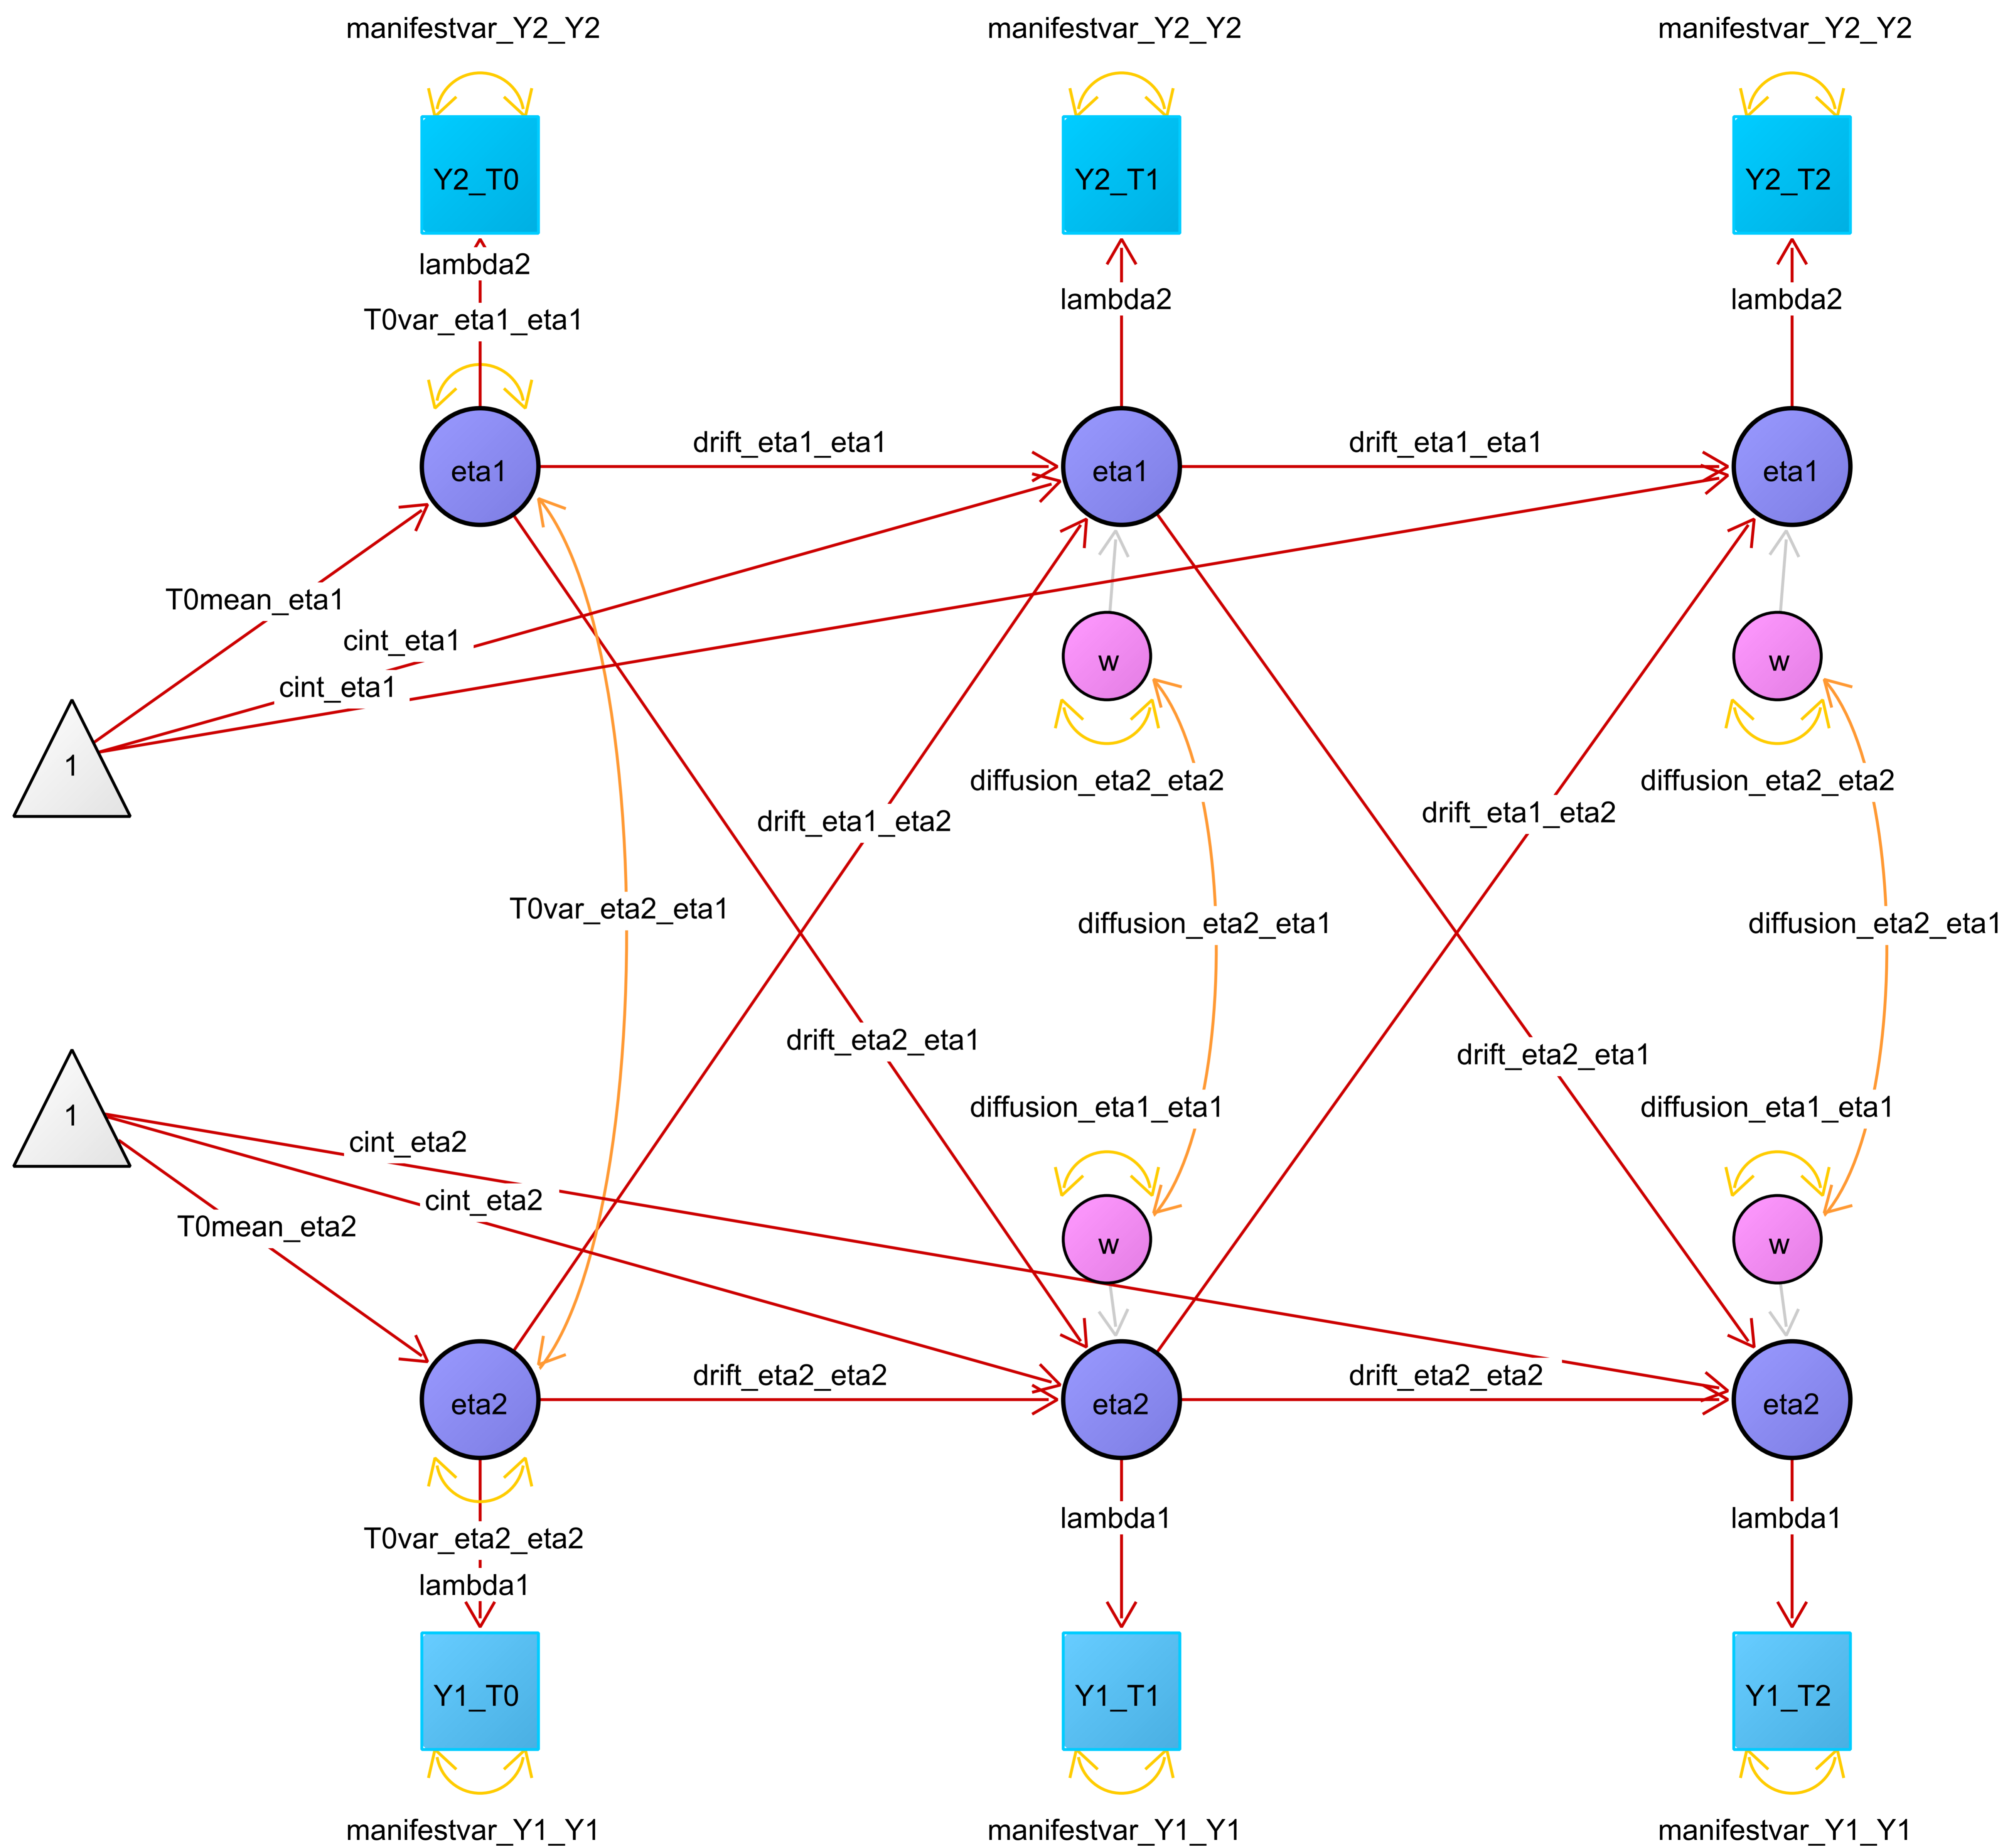 manifestvar_Y2_Y2 manifestvar_Y2_Y2 manifestvar_Y2_Y2
Y2_T0 Y2_T1 Y2_T2
lambda2
lambda2 lambda2
T0var_eta1_eta1
drift_eta1_eta1 drift_eta1_eta1
eta1 eta1 eta1
T0mean_eta1
cint_eta1
w w
cint_eta1
1
diffusion_eta2_eta2 diffusion_eta2_eta2
drift_eta1_eta2 drift_eta1_eta2
T0var_eta2_eta1
diffusion_eta2_eta1 diffusion_eta2_eta1
drift_eta2_eta1 drift_eta2_eta1
diffusion_eta1_eta1 diffusion_eta1_eta1
1
cint_eta2
cint_eta2
T0mean_eta2
w w
drift_eta2_eta2 drift_eta2_eta2
eta2 eta2 eta2
lambda1 lambda1
T0var_eta2_eta2
lambda1
Y1_T0 Y1_T1 Y1_T2
manifestvar_Y1_Y1 manifestvar_Y1_Y1 manifestvar_Y1_Y1